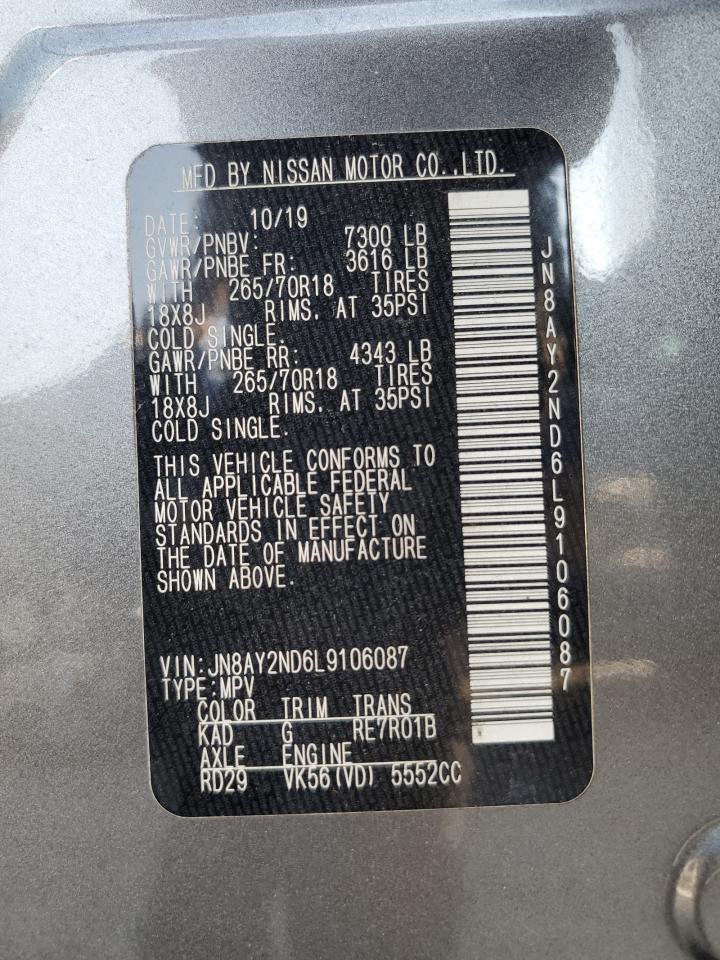 MFD BY NISSAN MOTOR CO.,LTD.
DATE: 10/19
GVWR/PNBV: 7300 LB
GAWR/PNBE FR: 3616 LB
WITH 265/70R18 TIRES
18X8J RIMS, AT 35PSI
COLD SINGLE.
GAWR/PNBE RR: 4343 LB
WITH 265/70R18 TIRES
18X8J RIMS, AT 35PSI
COLD SINGLE.
THIS VEHICLE CONFORMS TO
ALL APPLICABLE FEDERAL
MOTOR VEHICLE SAFETY
STANDARDS IN EFFECT ON
THE DATE OF MANUFACTURE
SHOWN ABOVE.
VIN:JN8AY2ND6L9106087
TYPE:MPV
COLOR TRIM TRANS
KAD G RE7R01B
AXLE ENGINE
RD29 VK56(VD) 5552CC
JN8AY2ND6L9106087